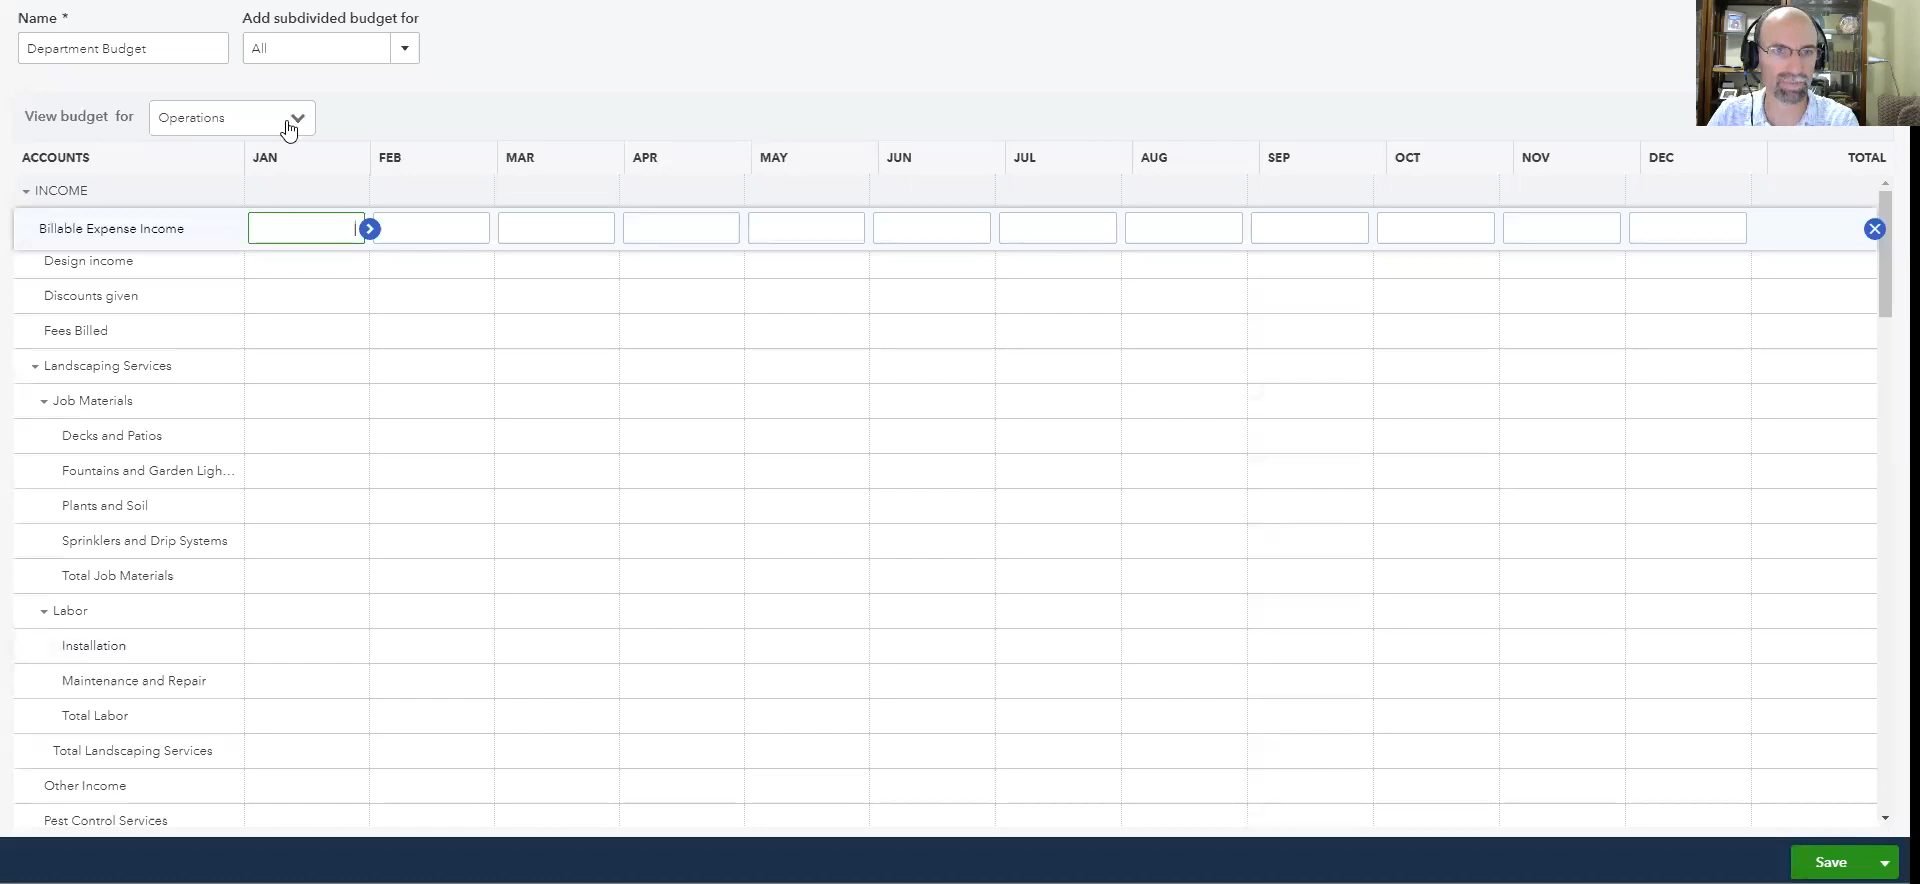 Name *
Add subdivided budget for
Department Budget
All
View budget for
Operations
ACCOUNTS JAN FEB MAR APR MAY JUN JUL AUG SEP OCT NOV DEC TOTAL
INCOME
Billable Expense Income
Design income
Discounts given
Fees Billed
Landscaping Services
Job Materials
Decks and Patios
Fountains and Garden Ligh...
Plants and Soil
Sprinklers and Drip Systems
Total Job Materials
Labor
Installation
Maintenance and Repair
Total Labor
Total Landscaping Services
Other Income
Pest Control Services
Save